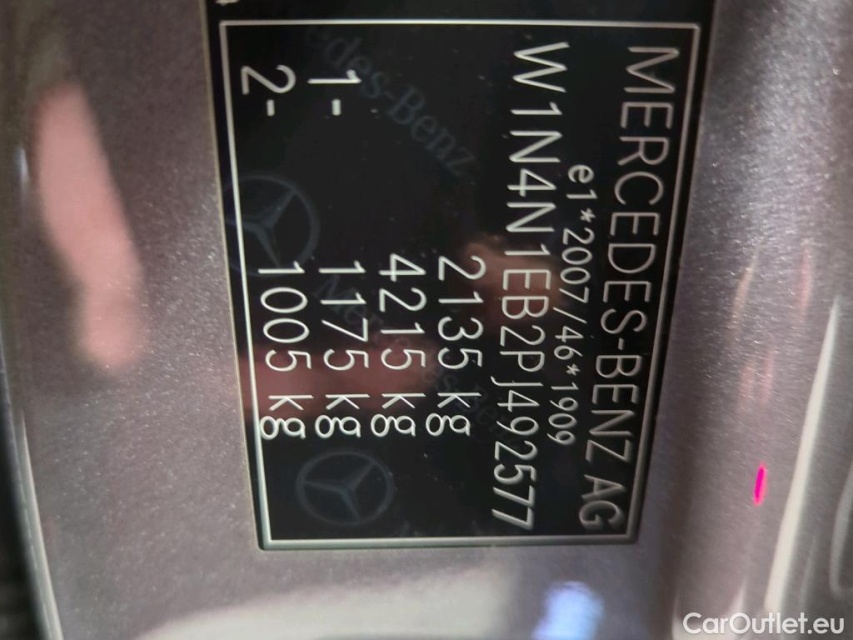 MERCEDES-BENZ AG
e1*2007/46*1909
W1N4N1EB2PJ492577
2135 kg
4215 kg
1- 1175 kg
2- 1005 kg
CarOutlet.eu